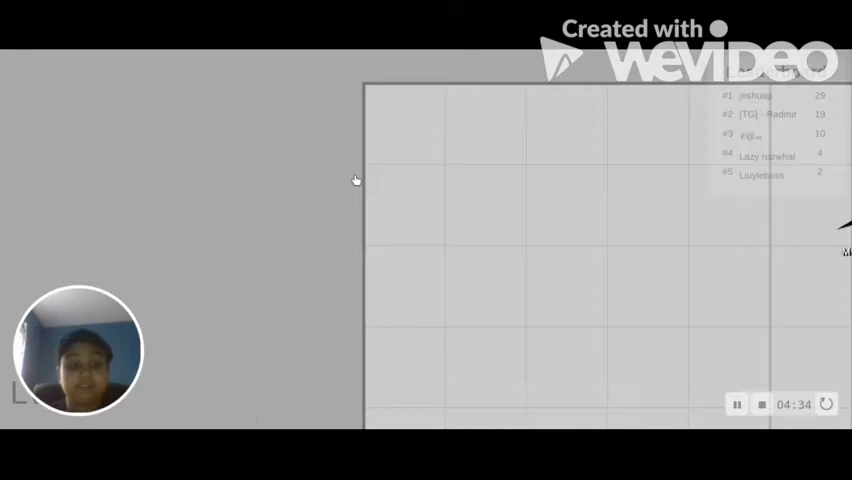 Created with
WEVIDEO
Leaderboard
#1 jeshuap 29
#2 [TG] - Radmir 19
#3 10
#4 Lazy narwhal 4
#5 Liuyleboss 2
04:34